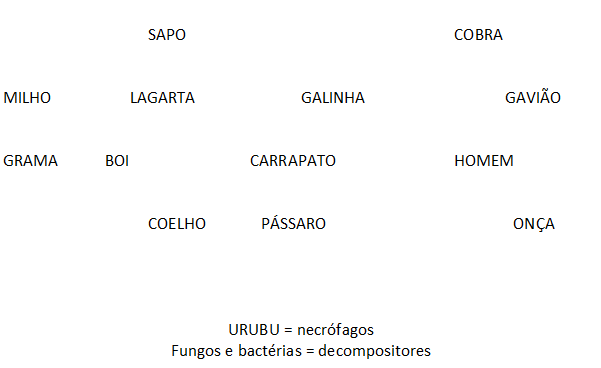 SAPO COBRA
MILHO LAGARTA GALINHA GAVIÃO
GRAMA BOI CARRAPATO HOMEM
COELHO PÁSSARO ONÇA
URUBU = necrófagos
Fungos e bactérias = decompositores